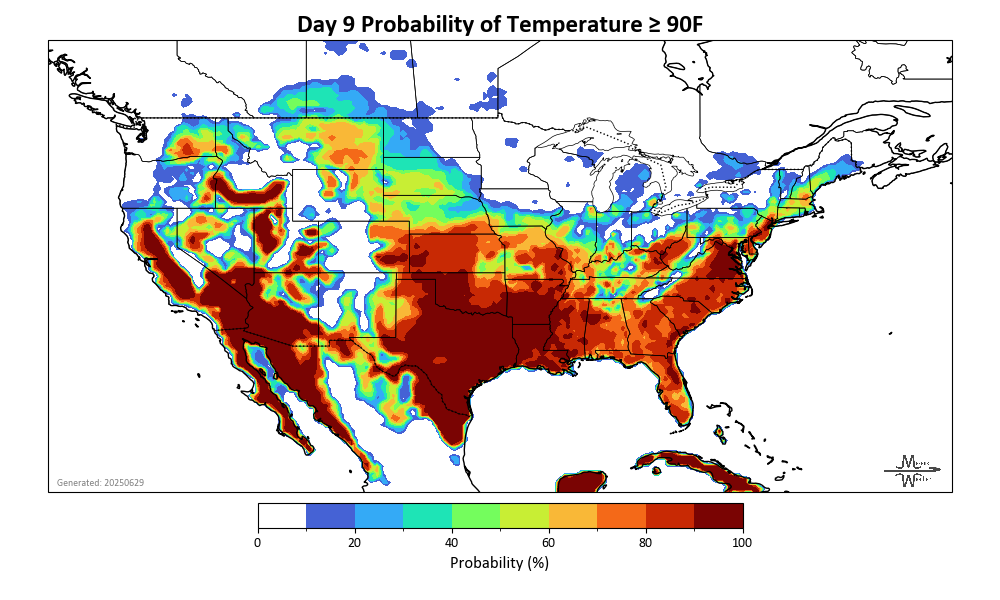 Day 9 Probability of Temperature ≥ 90F
Generated: 20250629
0 20 40 60 80 100
Probability (%)